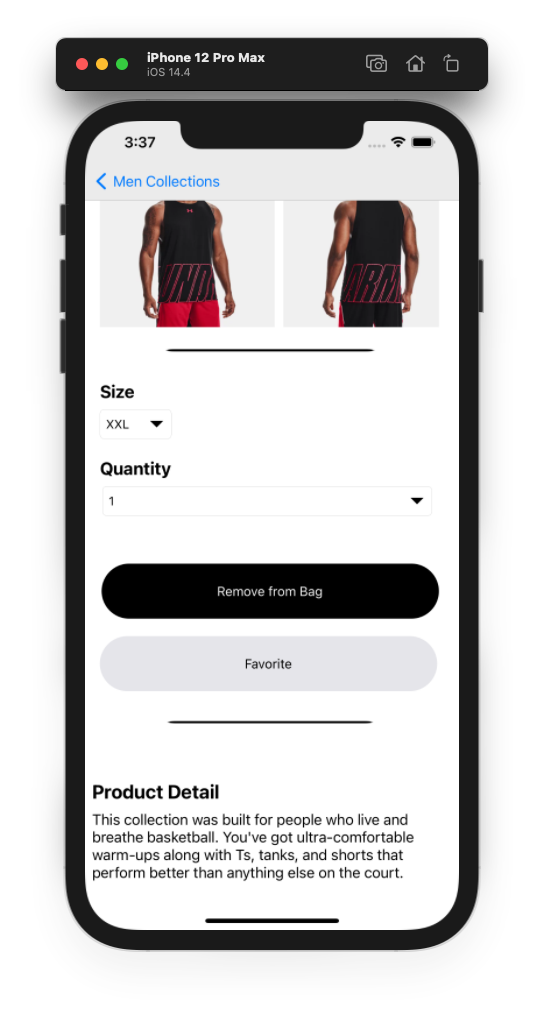 iPhone 12 Pro Max
iOS 14.4
3:37
Men Collections
Size
XXL
Quantity
1
Remove from Bag
Favorite
Product Detail
This collection was built for people who live and
breathe basketball. You've got ultra-comfortable
warm-ups along with Ts, tanks, and shorts that
perform better than anything else on the court.